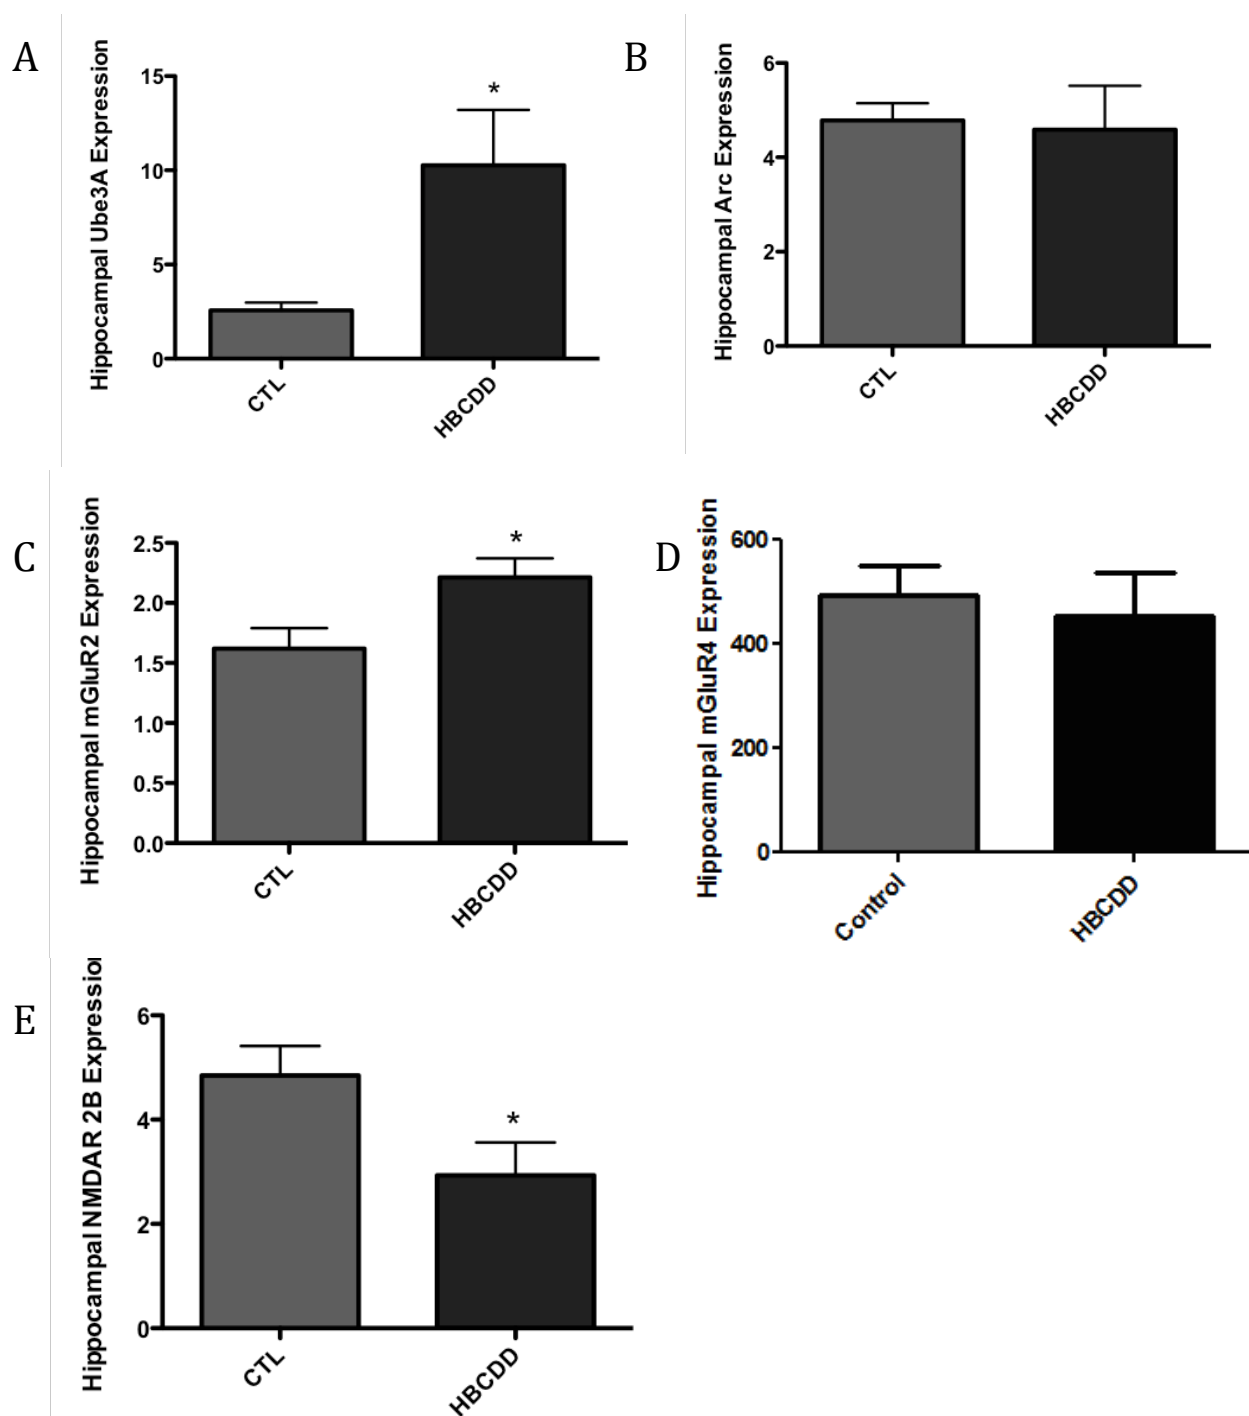 A
Hippocampal Ube3A Expression
15
10
5
0
*
CTL
HBCDD
B
Hippocampal Arc Expression
6
4
2
0
CTL
HBCDD
C
Hippocampal mGluR2 Expression
2.5
2.0
1.5
1.0
0.5
0.0
*
CTL
HBCDD
D
Hippocampal mGluR4 Expression
600
400
200
0
Control
HBCDD
E
Hippocampal NMDAR 2B Expression
6
4
2
0
*
CTL
HBCDD